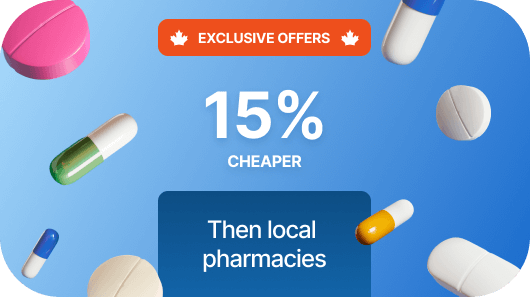 EXCLUSIVE OFFERS
15%
CHEAPER
Then local
pharmacies